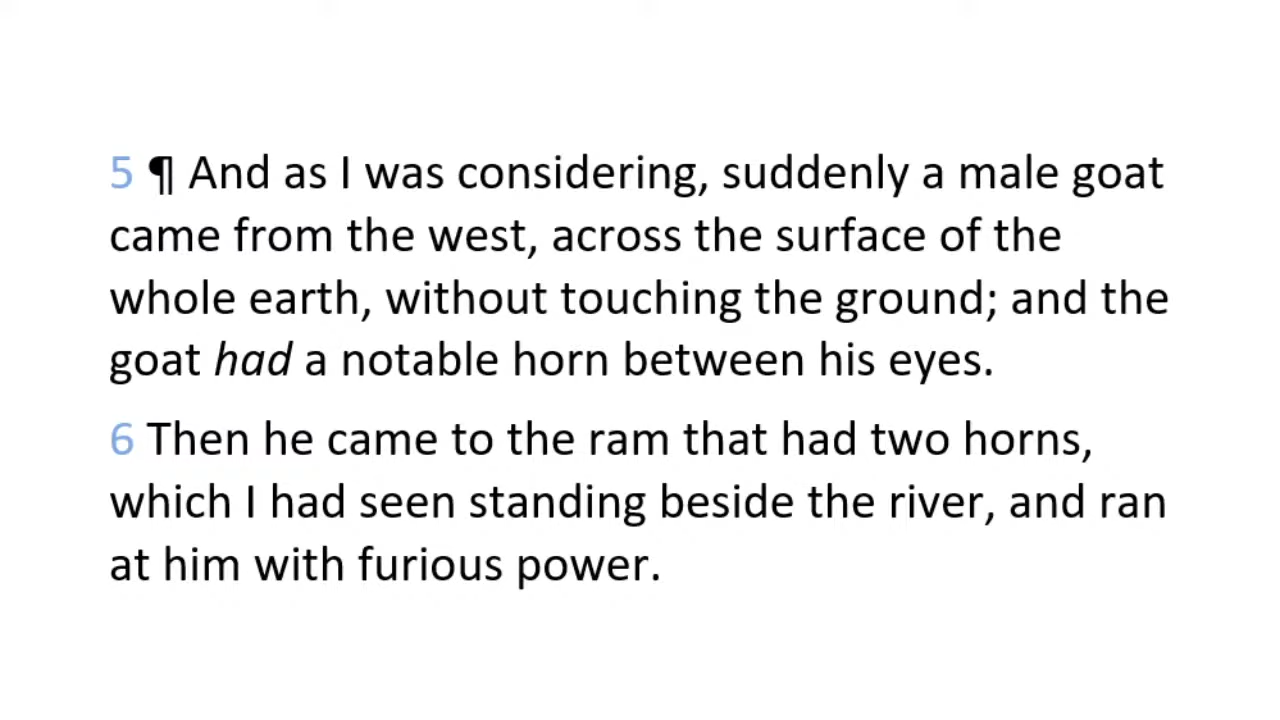 5 ¶ And as I was considering, suddenly a male goat
came from the west, across the surface of the
whole earth, without touching the ground; and the
goat had a notable horn between his eyes.
6 Then he came to the ram that had two horns,
which I had seen standing beside the river, and ran
at him with furious power.